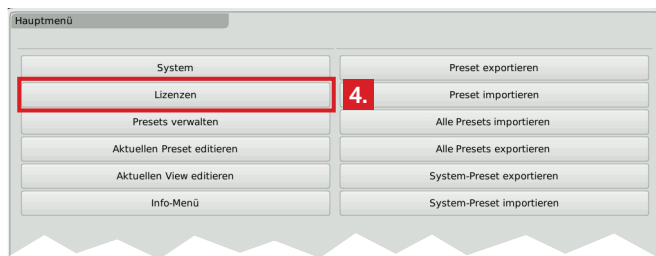 Hauptmenü
System
Preset exportieren
Lizenzen
4.
Preset importieren
Presets verwalten
Alle Presets importieren
Aktuellen Preset editieren
Alle Presets exportieren
Aktuellen View editieren
System-Preset exportieren
Info-Menü
System-Preset importieren